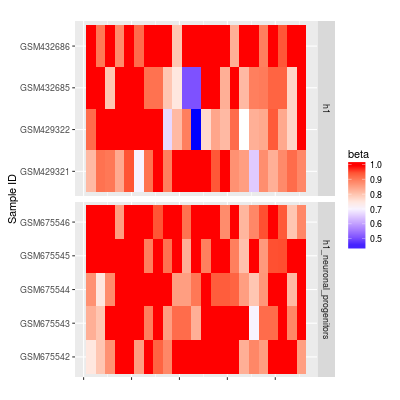 Sample ID
GSM432686
GSM432685
GSM429322
GSM429321
h1
GSM675546
GSM675545
GSM675544
GSM675543
GSM675542
h1_neuronal_progenitors
beta
1.0
0.9
0.8
0.7
0.6
0.5